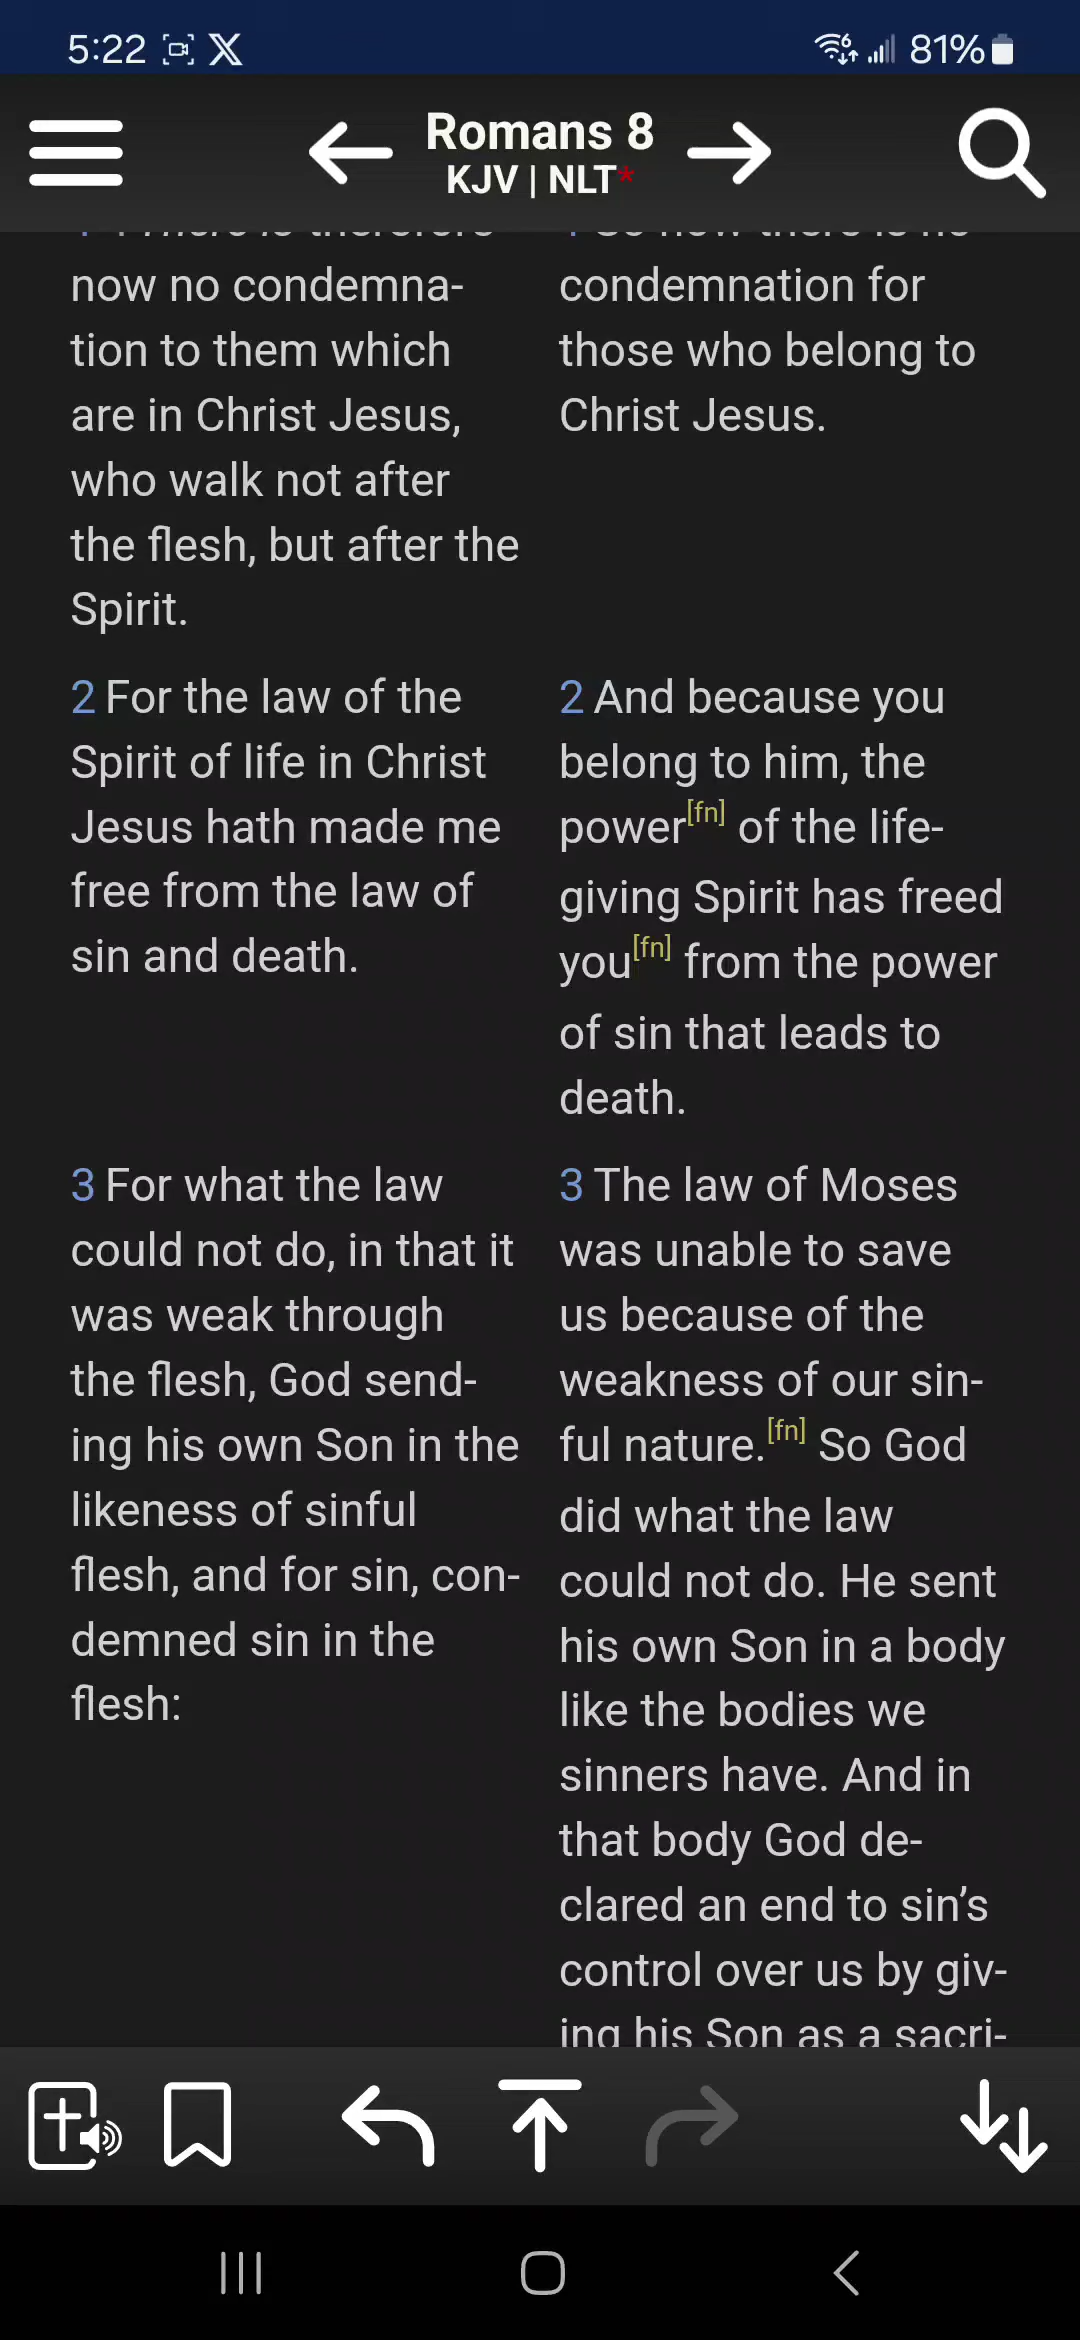 5:22
6
81%
Romans 8
KJV | NLT*
now no condemna-
tion to them which
are in Christ Jesus,
who walk not after
the flesh, but after the
Spirit.
2 For the law of the
Spirit of life in Christ
Jesus hath made me
free from the law of
sin and death.
3 For what the law
could not do, in that it
was weak through
the flesh, God send-
ing his own Son in the
likeness of sinful
flesh, and for sin, con-
demned sin in the
flesh:
condemnation for
those who belong to
Christ Jesus.
2 And because you
belong to him, the
power[fn] of the life-
giving Spirit has freed
you[fn] from the power
of sin that leads to
death.
3 The law of Moses
was unable to save
us because of the
weakness of our sin-
ful nature.[fn] So God
did what the law
could not do. He sent
his own Son in a body
like the bodies we
sinners have. And in
that body God de-
clared an end to sin’s
control over us by giv-
ing his Son as a sacri-